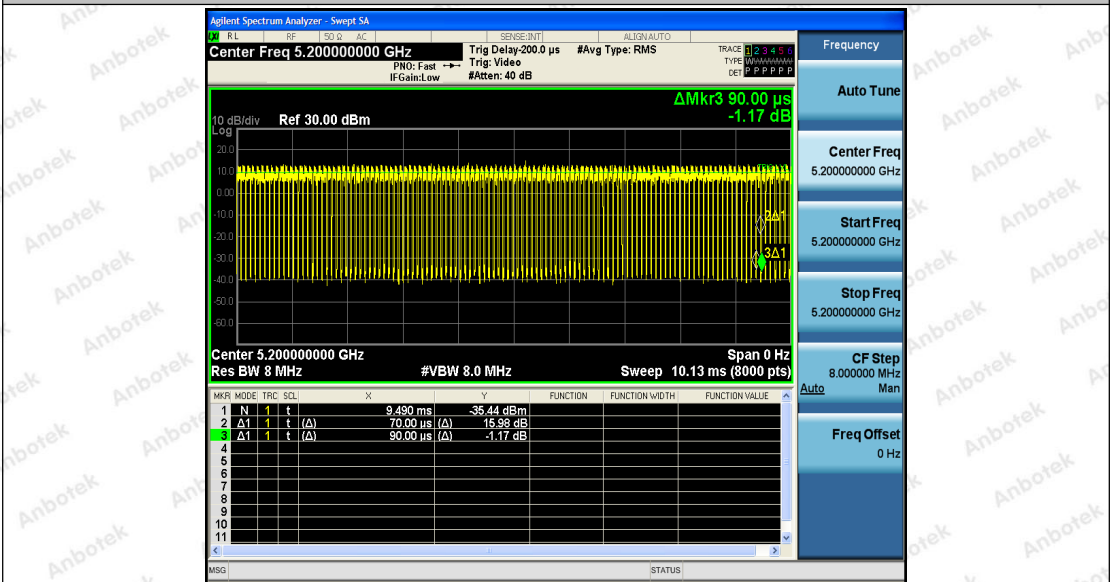 Agilent Spectrum Analyzer - Swept SA
LXI RL RF 50 Ω AC SENSE:INT ALIGNAUTO
Center Freq 5.200000000 GHz
PNO: Fast
IFGain:Low
Trig Delay-200.0 µs
Trig: Video
#Atten: 40 dB
#Avg Type: RMS
TRACE 1 2 3 4 5 6
TYPE
DET P P P P P P
ΔMkr3 90.00 µs
-1.17 dB
10 dB/div Ref 30.00 dBm
Log
20.0
10.0
0.00
-10.0
-20.0
-30.0
-40.0
-50.0
-60.0
2Δ1
3Δ1
Center 5.200000000 GHz Span 0 Hz
Res BW 8 MHz #VBW 8.0 MHz Sweep 10.13 ms (8000 pts)
MKR MODE TRC SCL X Y FUNCTION FUNCTION WIDTH FUNCTION VALUE
1 N 1 t 9.490 ms -35.44 dBm
2 Δ1 1 t (Δ) 70.00 µs (Δ) 15.98 dB
3 Δ1 1 t (Δ) 90.00 µs (Δ) -1.17 dB
4
5
6
7
8
9
10
11
MSG STATUS
Frequency
Auto Tune
Center Freq
5.200000000 GHz
Start Freq
5.200000000 GHz
Stop Freq
5.200000000 GHz
CF Step
8.000000 MHz
Auto Man
Freq Offset
0 Hz
Anbotek